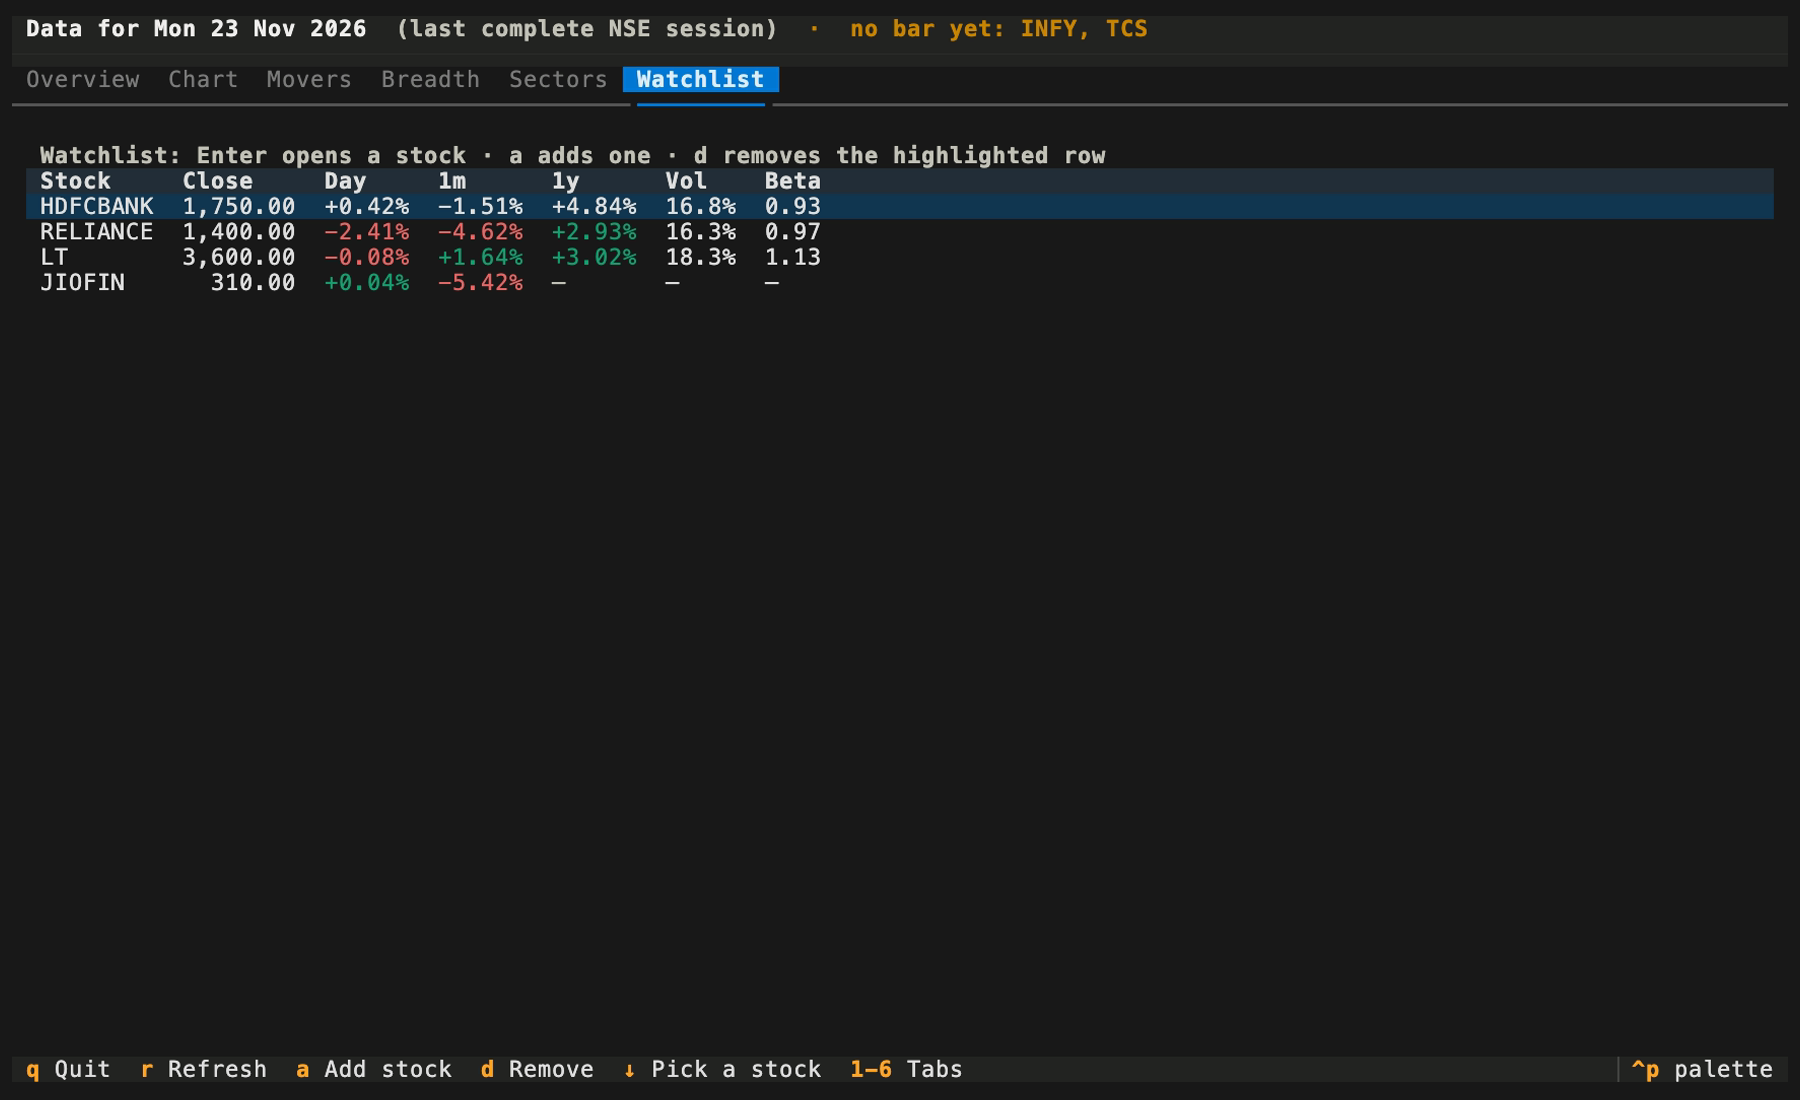 Data for Mon 23 Nov 2026  (last complete NSE session)  ·  no bar yet: INFY, TCS
Overview  Chart  Movers  Breadth  Sectors  Watchlist
Watchlist: Enter opens a stock · a adds one · d removes the highlighted row
Stock  Close  Day  1m  1y  Vol  Beta
HDFCBANK  1,750.00  +0.42%  −1.51%  +4.84%  16.8%  0.93
RELIANCE  1,400.00  −2.41%  −4.62%  +2.93%  16.3%  0.97
LT  3,600.00  −0.08%  +1.64%  +3.02%  18.3%  1.13
JIOFIN  310.00  +0.04%  −5.42%  —  —  —
q Quit  r Refresh  a Add stock  d Remove  ↓ Pick a stock  1–6 Tabs  ^p palette